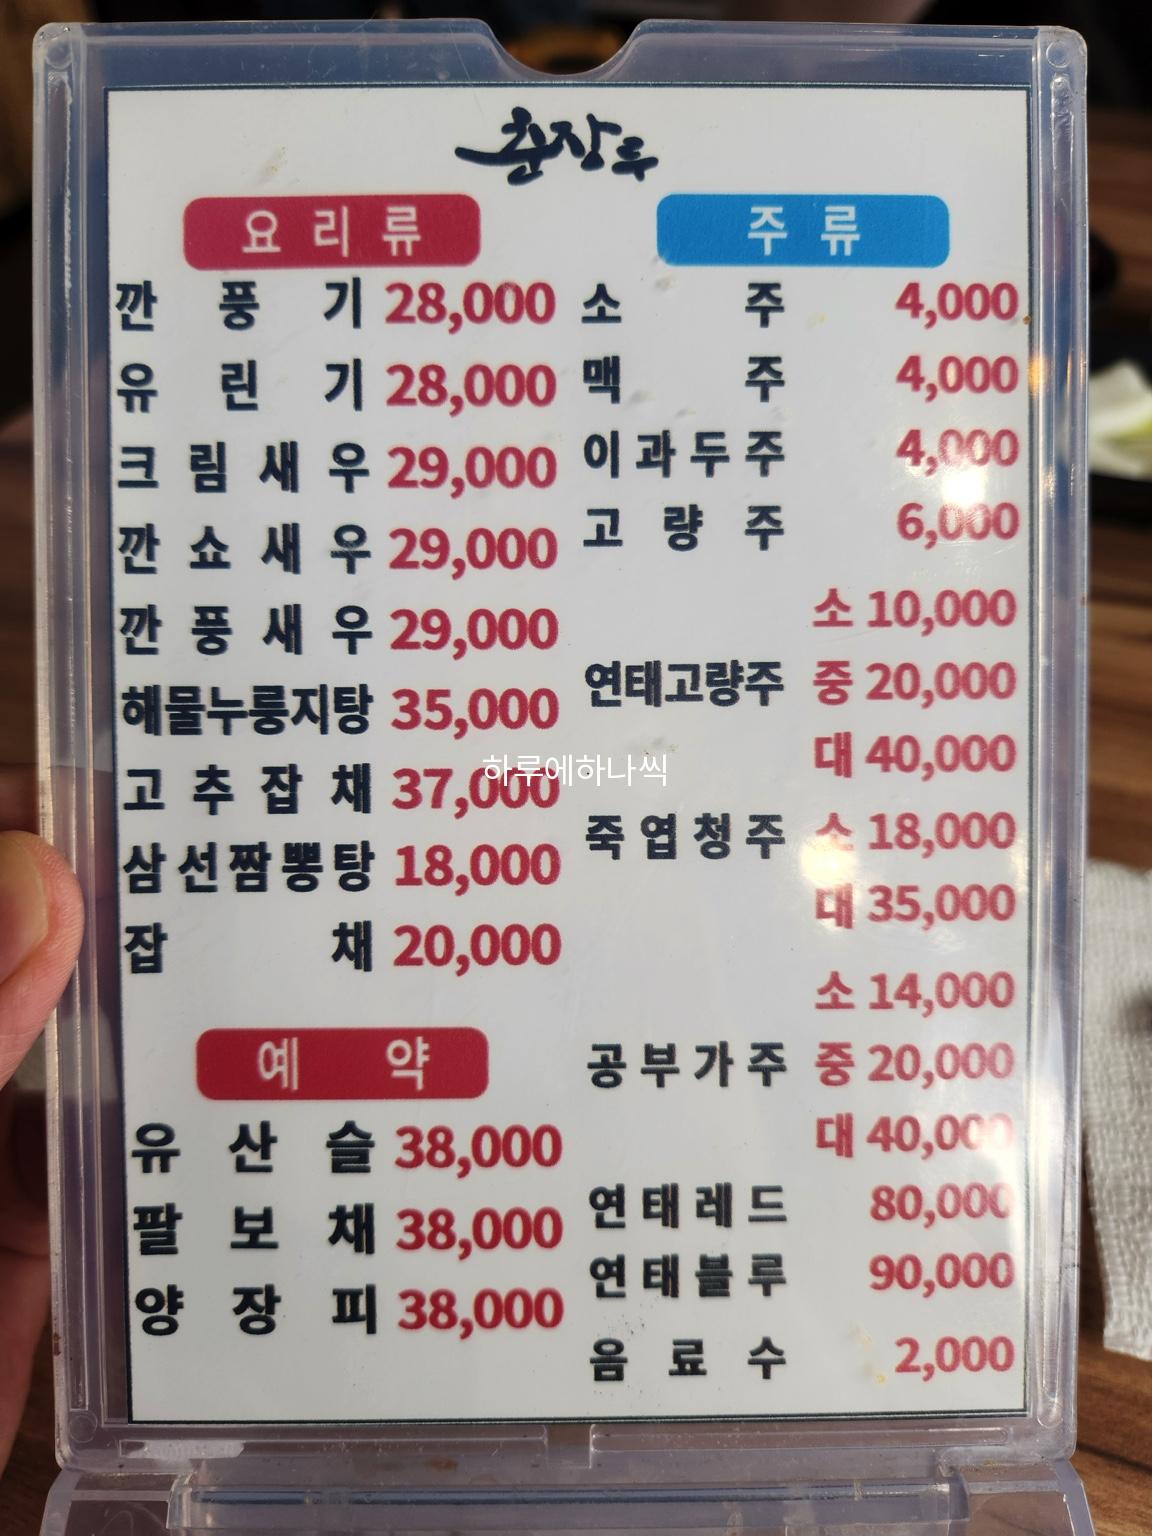 춘장루
요리류
깐풍기 28,000
유린기 28,000
크림새우 29,000
깐쇼새우 29,000
깐풍새우 29,000
해물누룽지탕 35,000
고추잡채 37,000
삼선짬뽕탕 18,000
잡채 20,000
예약
유산슬 38,000
팔보채 38,000
양장피 38,000
주류
소주 4,000
맥주 4,000
이과두주 4,000
고량주 6,000
소 10,000
연태고량주 중 20,000
대 40,000
죽엽청주 소 18,000
대 35,000
소 14,000
공부가주 중 20,000
대 40,000
연태레드 80,000
연태블루 90,000
음료수 2,000
하루에하나씩